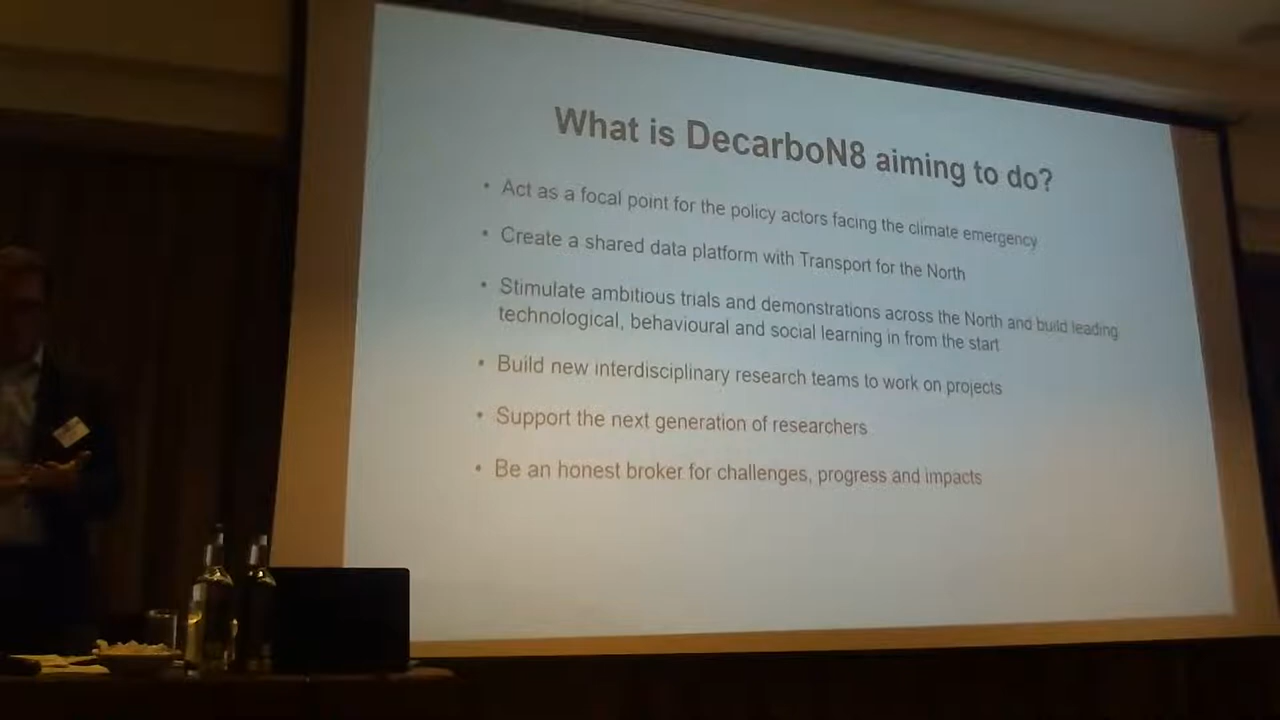 What is DecarboN8 aiming to do?
• Act as a focal point for the policy actors facing the climate emergency
• Create a shared data platform with Transport for the North
• Stimulate ambitious trials and demonstrations across the North and build leading
technological, behavioural and social learning in from the start
• Build new interdisciplinary research teams to work on projects
• Support the next generation of researchers
• Be an honest broker for challenges, progress and impacts